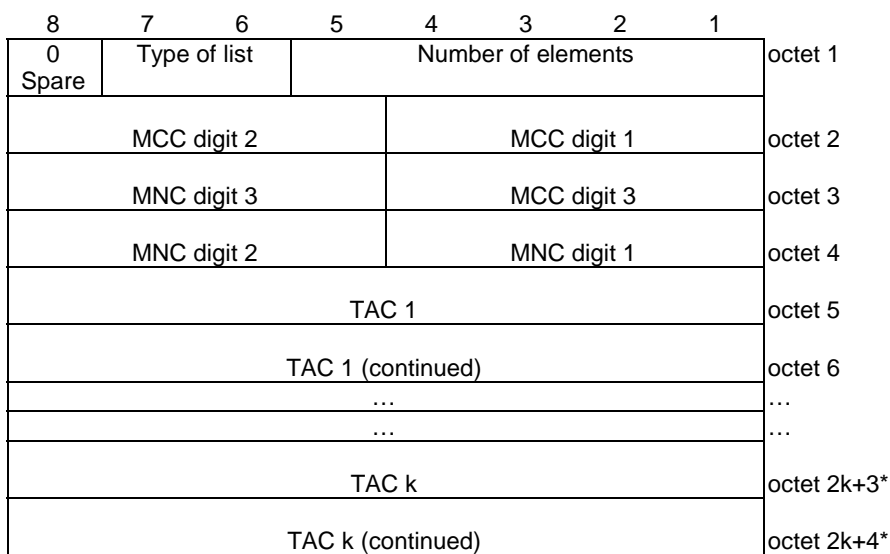 8 7 6 5 4 3 2 1
0 Type of list Number of elements octet 1
Spare
MCC digit 2 MCC digit 1 octet 2
MNC digit 3 MCC digit 3 octet 3
MNC digit 2 MNC digit 1 octet 4
TAC 1 octet 5
TAC 1 (continued) octet 6
… …
… …
TAC k octet 2k+3*
TAC k (continued) octet 2k+4*